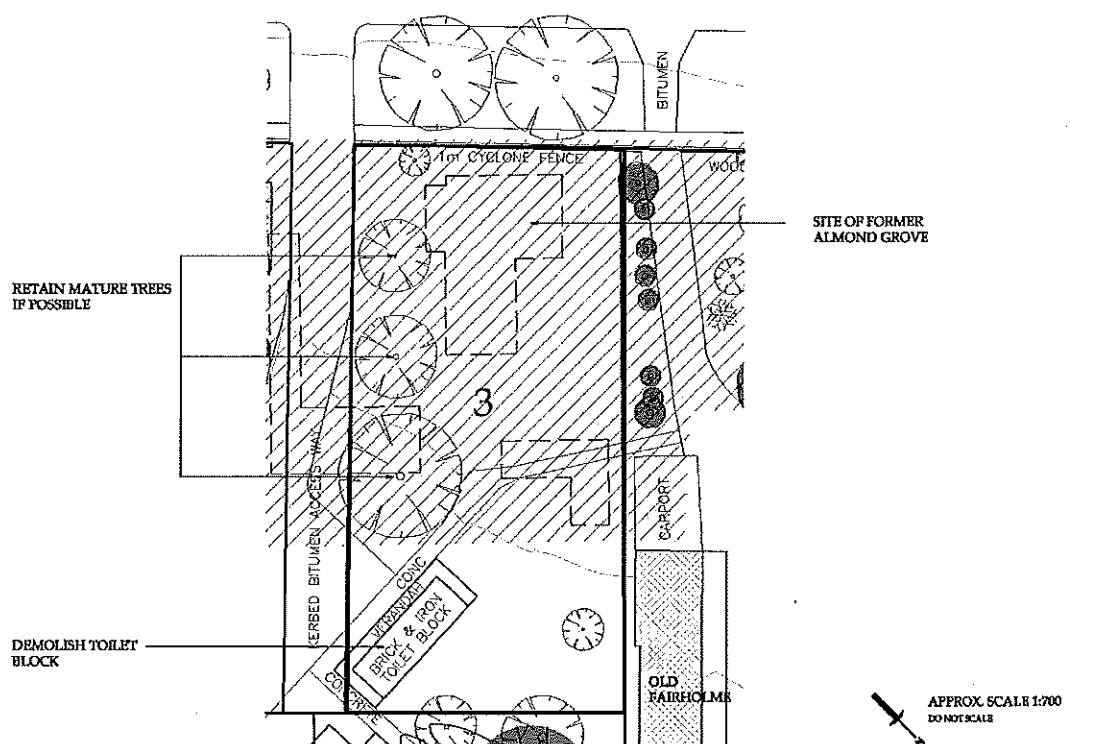 BITUMEN
1m CYCLONE FENCE
SITE OF FORMER
ALMOND GROVE
RETAIN MATURE TREES
IF POSSIBLE
3
KERBED BITUMEN ACCESS WAY
CARPORT
CONC
VERANDAH
BRICK & IRON
TOILET BLOCK
DEMOLISH TOILET
BLOCK
CONCRETE
OLD
FAIRHOLME
APPROX. SCALE 1:700
DO NOT SCALE